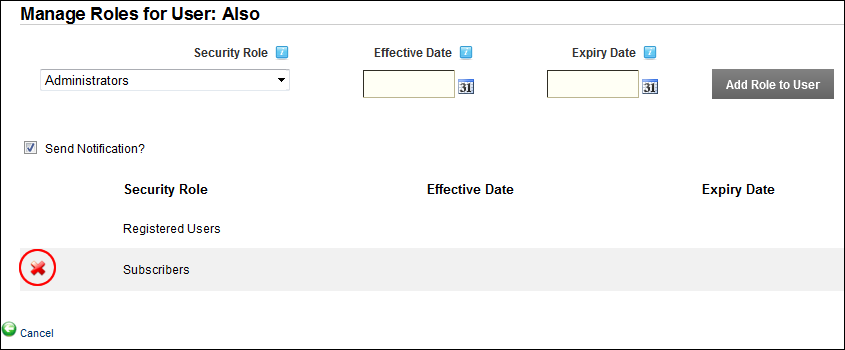 Manage Roles for User: Also
Security Role Effective Date Expiry Date
Administrators 31 31 Add Role to User
Send Notification?
Security Role Effective Date Expiry Date
Registered Users
Subscribers
Cancel